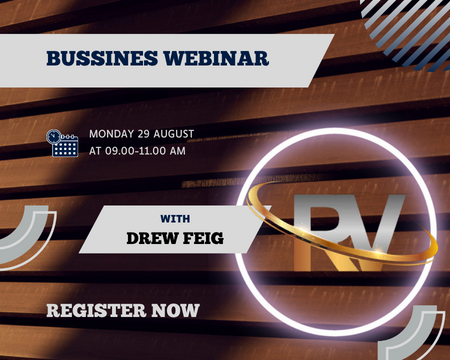 BUSSINES WEBINAR
MONDAY 29 AUGUST
AT 09.00-11.00 AM
WITH
DREW FEIG
RV
REGISTER NOW